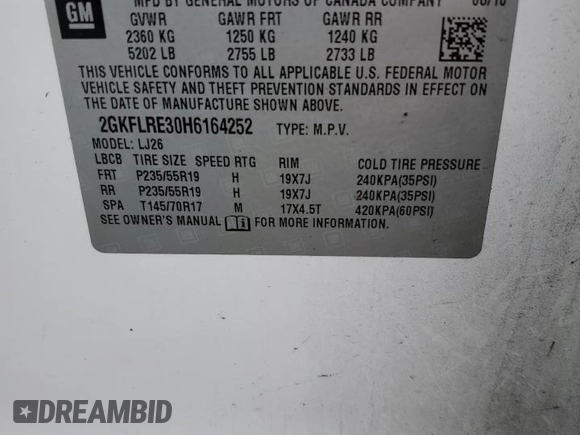 GM
MFD BY GENERAL MOTORS OF CANADA COMPANY
GVWR GAWR FRT GAWR RR
2360 KG 1250 KG 1240 KG
5202 LB 2755 LB 2733 LB
THIS VEHICLE CONFORMS TO ALL APPLICABLE U.S. FEDERAL MOTOR
VEHICLE SAFETY AND THEFT PREVENTION STANDARDS IN EFFECT
ON THE DATE OF MANUFACTURE SHOWN ABOVE.
2GKFLRE30H6164252 TYPE: M.P.V.
MODEL: LJ26
LBCB TIRE SIZE SPEED RTG RIM COLD TIRE PRESSURE
FRT P235/55R19 H 19X7J 240KPA(35PSI)
RR P235/55R19 H 19X7J 240KPA(35PSI)
SPA T145/70R17 M 17X4.5T 420KPA(60PSI)
SEE OWNER'S MANUAL FOR MORE INFORMATION.
DREAMBID